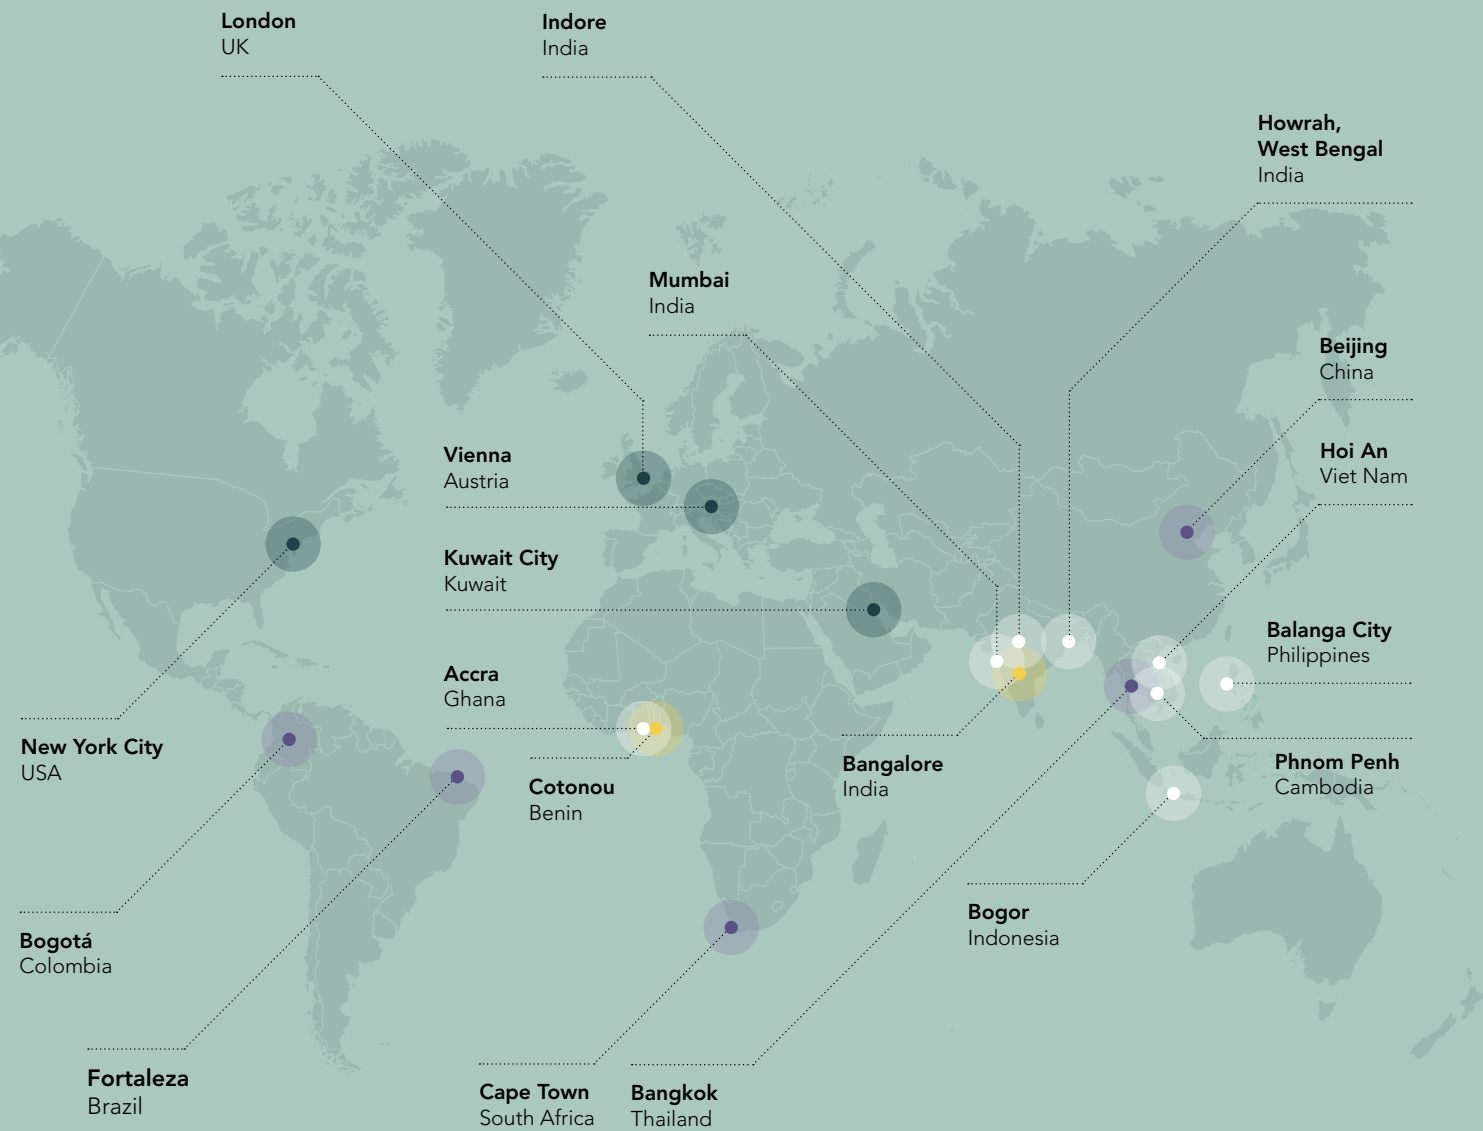 London
UK
Indore
India
Howrah,
West Bengal
India
Mumbai
India
Beijing
China
Hoi An
Viet Nam
Vienna
Austria
Kuwait City
Kuwait
Balanga City
Philippines
Accra
Ghana
New York City
USA
Cotonou
Benin
Bangalore
India
Phnom Penh
Cambodia
Bogor
Indonesia
Bogotá
Colombia
Fortaleza
Brazil
Cape Town
South Africa
Bangkok
Thailand